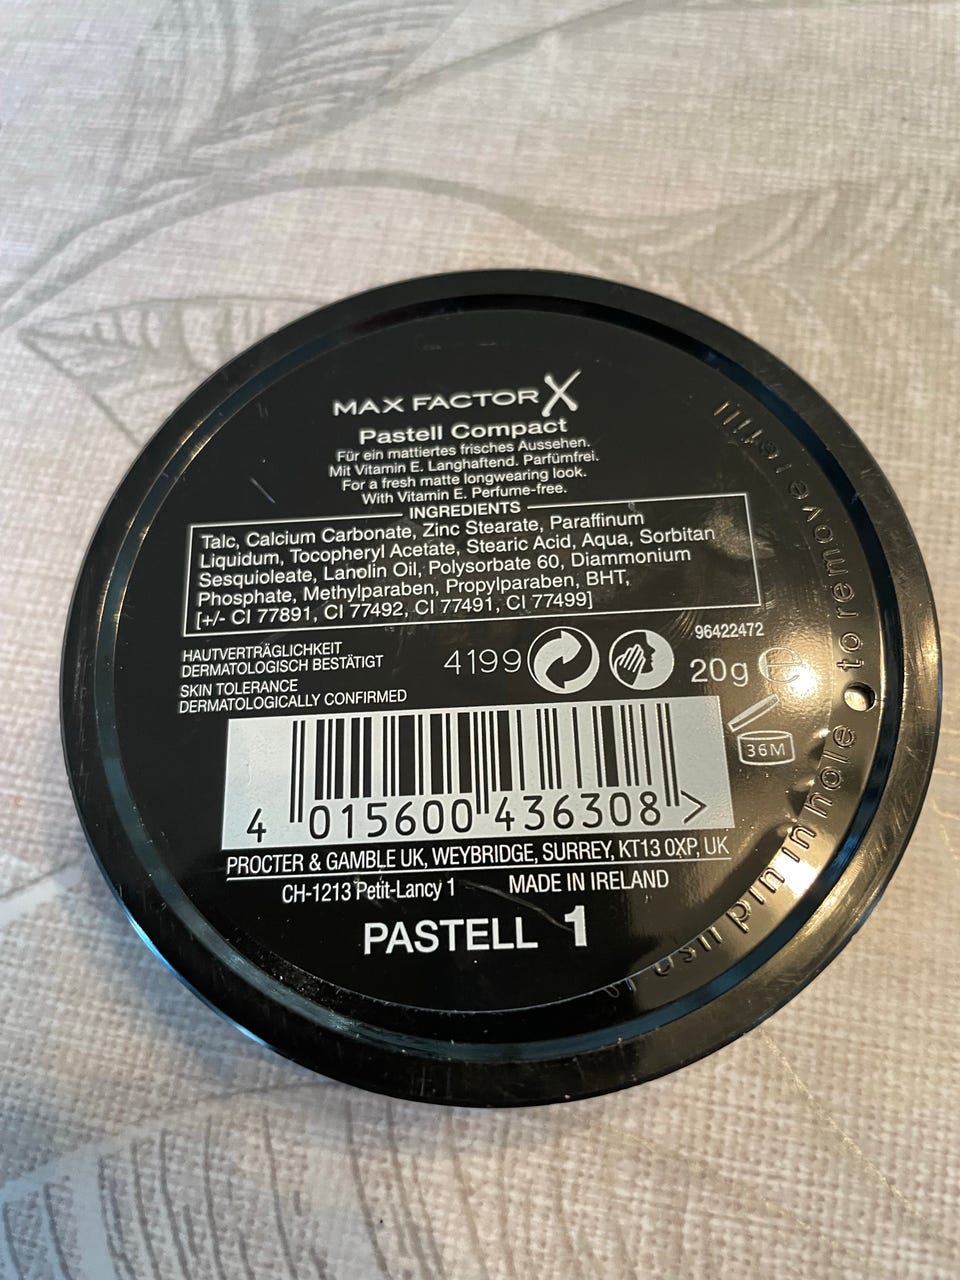 MAX FACTOR X
Pastell Compact
Für ein mattiertes frisches Aussehen.
Mit Vitamin E. Langhaftend. Parfümfrei.
For a fresh matte longwearing look.
With Vitamin E. Perfume-free.
INGREDIENTS
Talc, Calcium Carbonate, Zinc Stearate, Paraffinum
Liquidum, Tocopheryl Acetate, Stearic Acid, Aqua, Sorbitan
Sesquioleate, Lanolin Oil, Polysorbate 60, Diammonium
Phosphate, Methylparaben, Propylparaben, BHT,
[+/- CI 77891, CI 77492, CI 77491, CI 77499]
HAUTVERTRÄGLICHKEIT
DERMATOLOGISCH BESTÄTIGT
SKIN TOLERANCE
DERMATOLOGICALLY CONFIRMED
4199
96422472
20g e
36M
4 015600 436308 >
PROCTER & GAMBLE UK, WEYBRIDGE, SURREY, KT13 0XP, UK
CH-1213 Petit-Lancy 1 MADE IN IRELAND
PASTELL 1
push pin in hole to remove refill